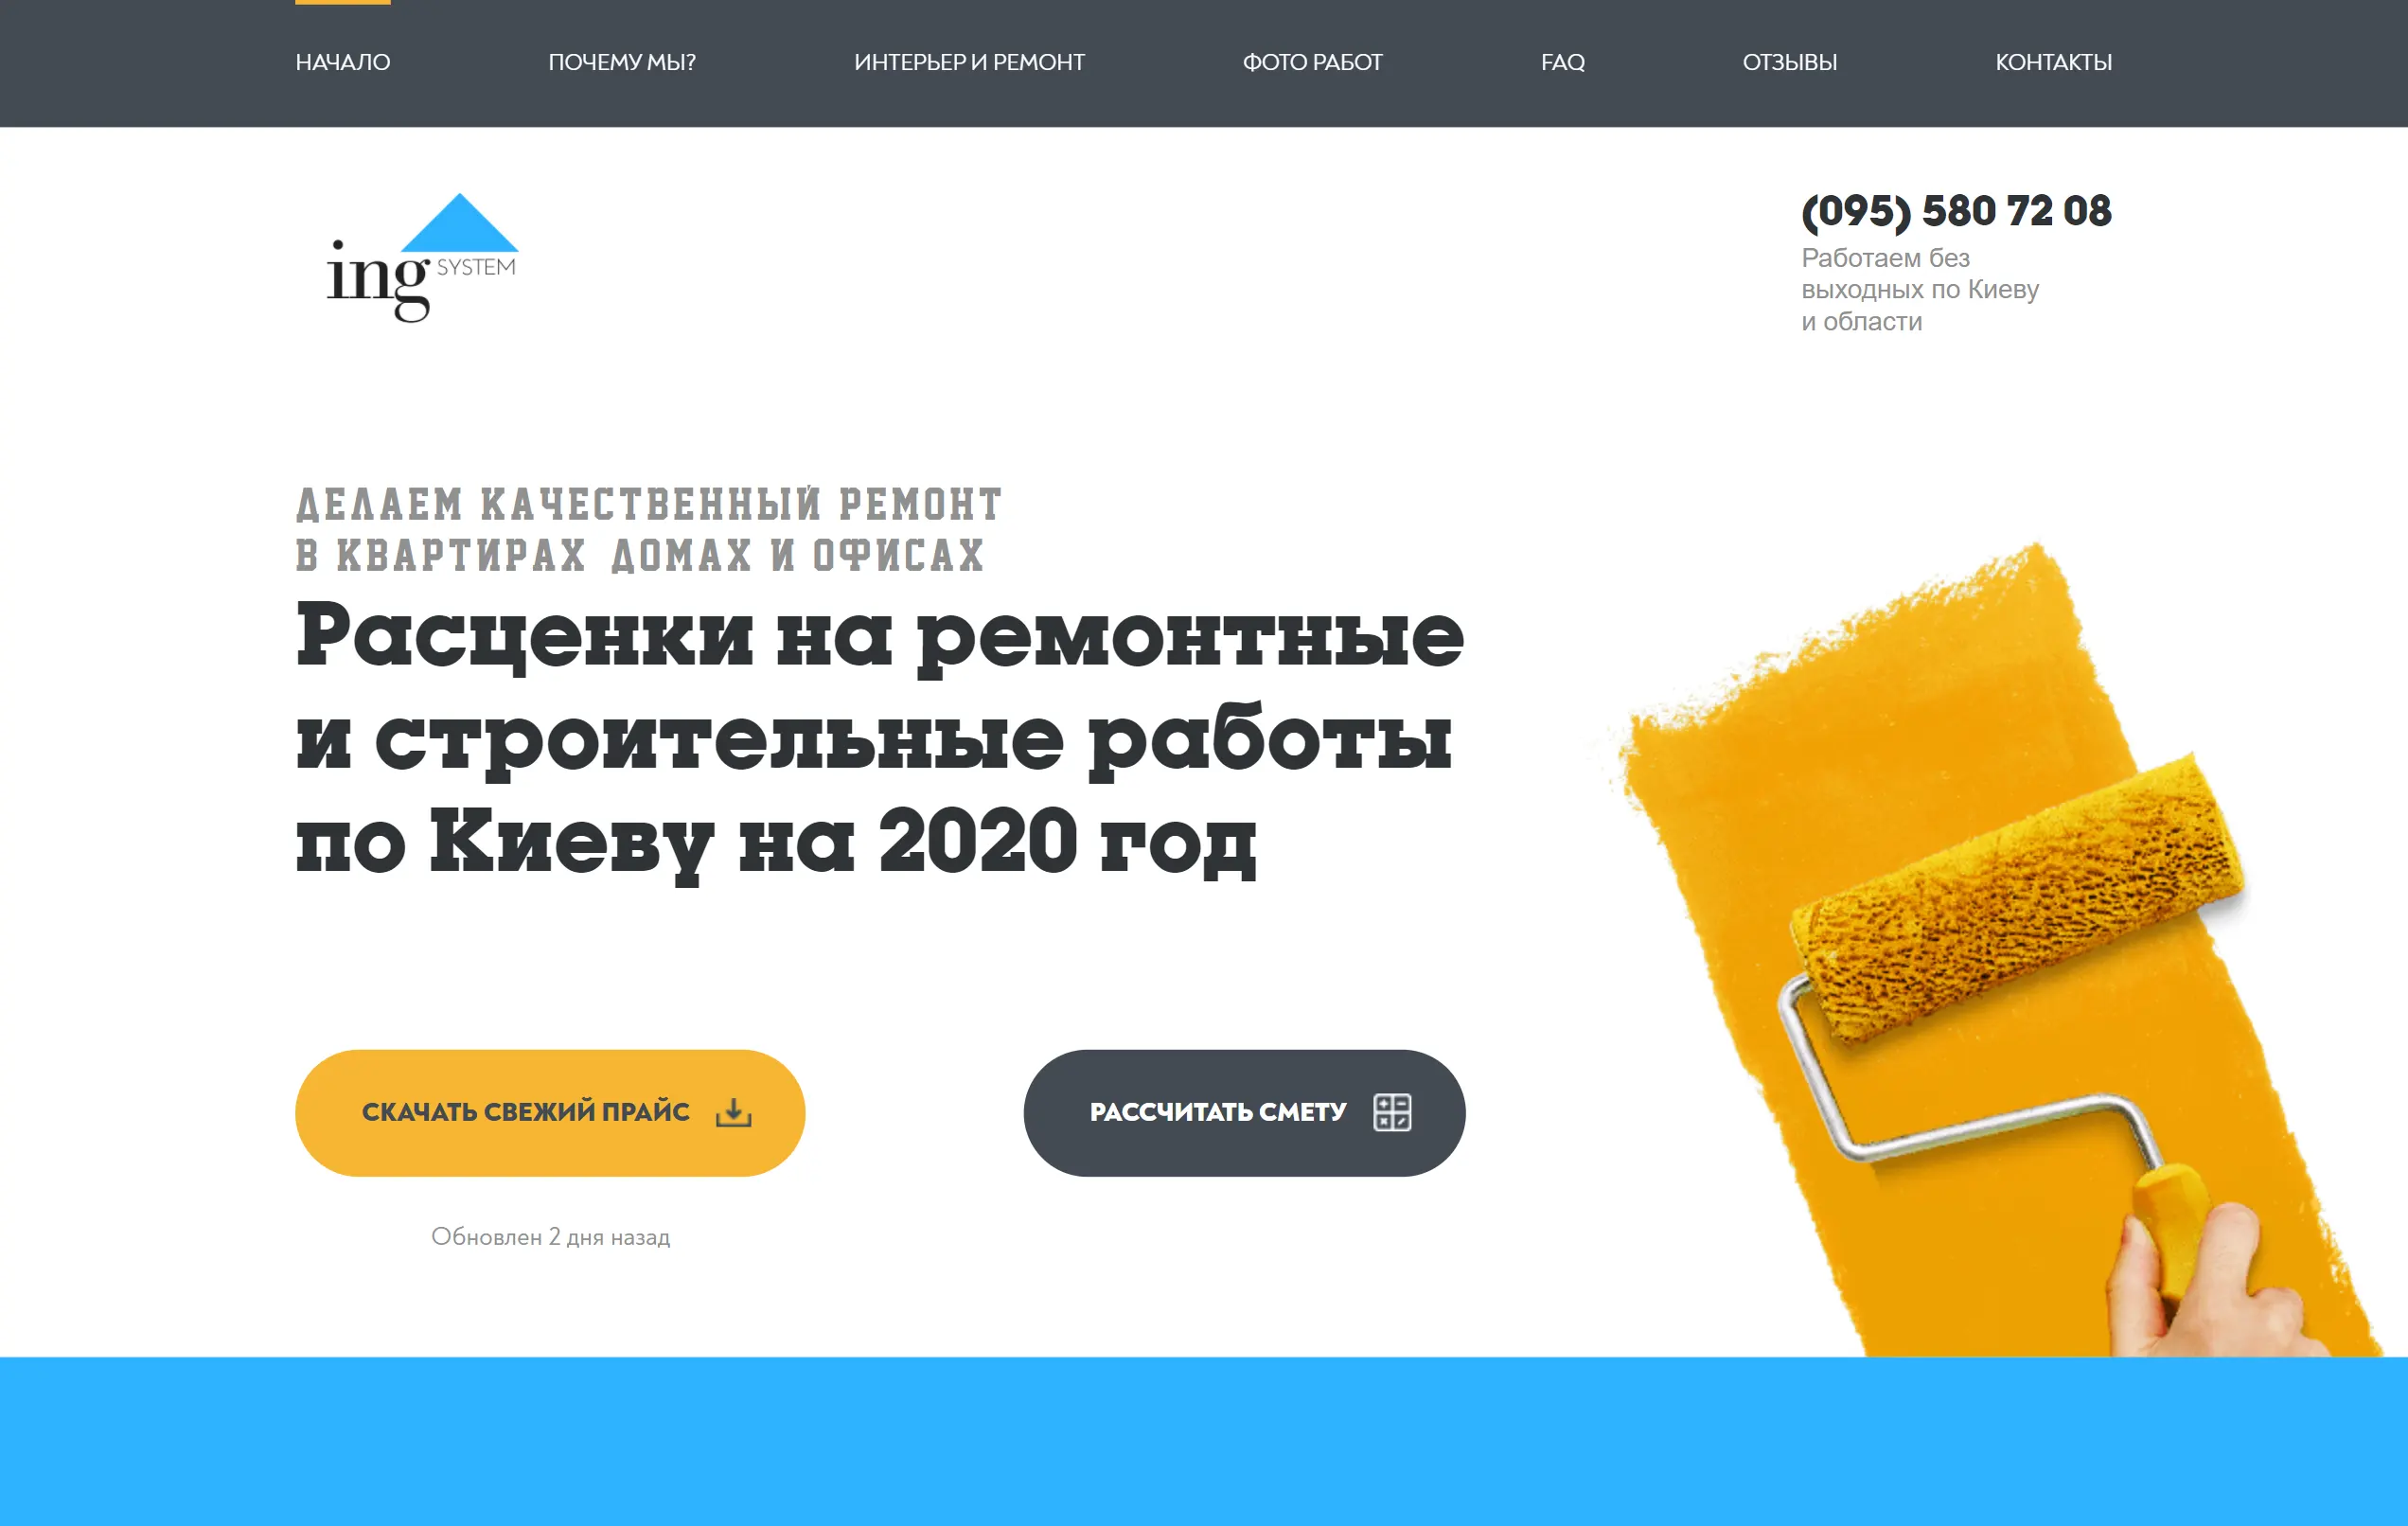 НАЧАЛО ПОЧЕМУ МЫ? ИНТЕРЬЕР И РЕМОНТ ФОТО РАБОТ FAQ ОТЗЫВЫ КОНТАКТЫ
ing SYSTEM
(095) 580 72 08
Работаем без
выходных по Киеву
и области
ДЕЛАЕМ КАЧЕСТВЕННЫЙ РЕМОНТ
В КВАРТИРАХ ДОМАХ И ОФИСАХ
Расценки на ремонтные
и строительные работы
по Киеву на 2020 год
СКАЧАТЬ СВЕЖИЙ ПРАЙС
РАССЧИТАТЬ СМЕТУ
Обновлен 2 дня назад